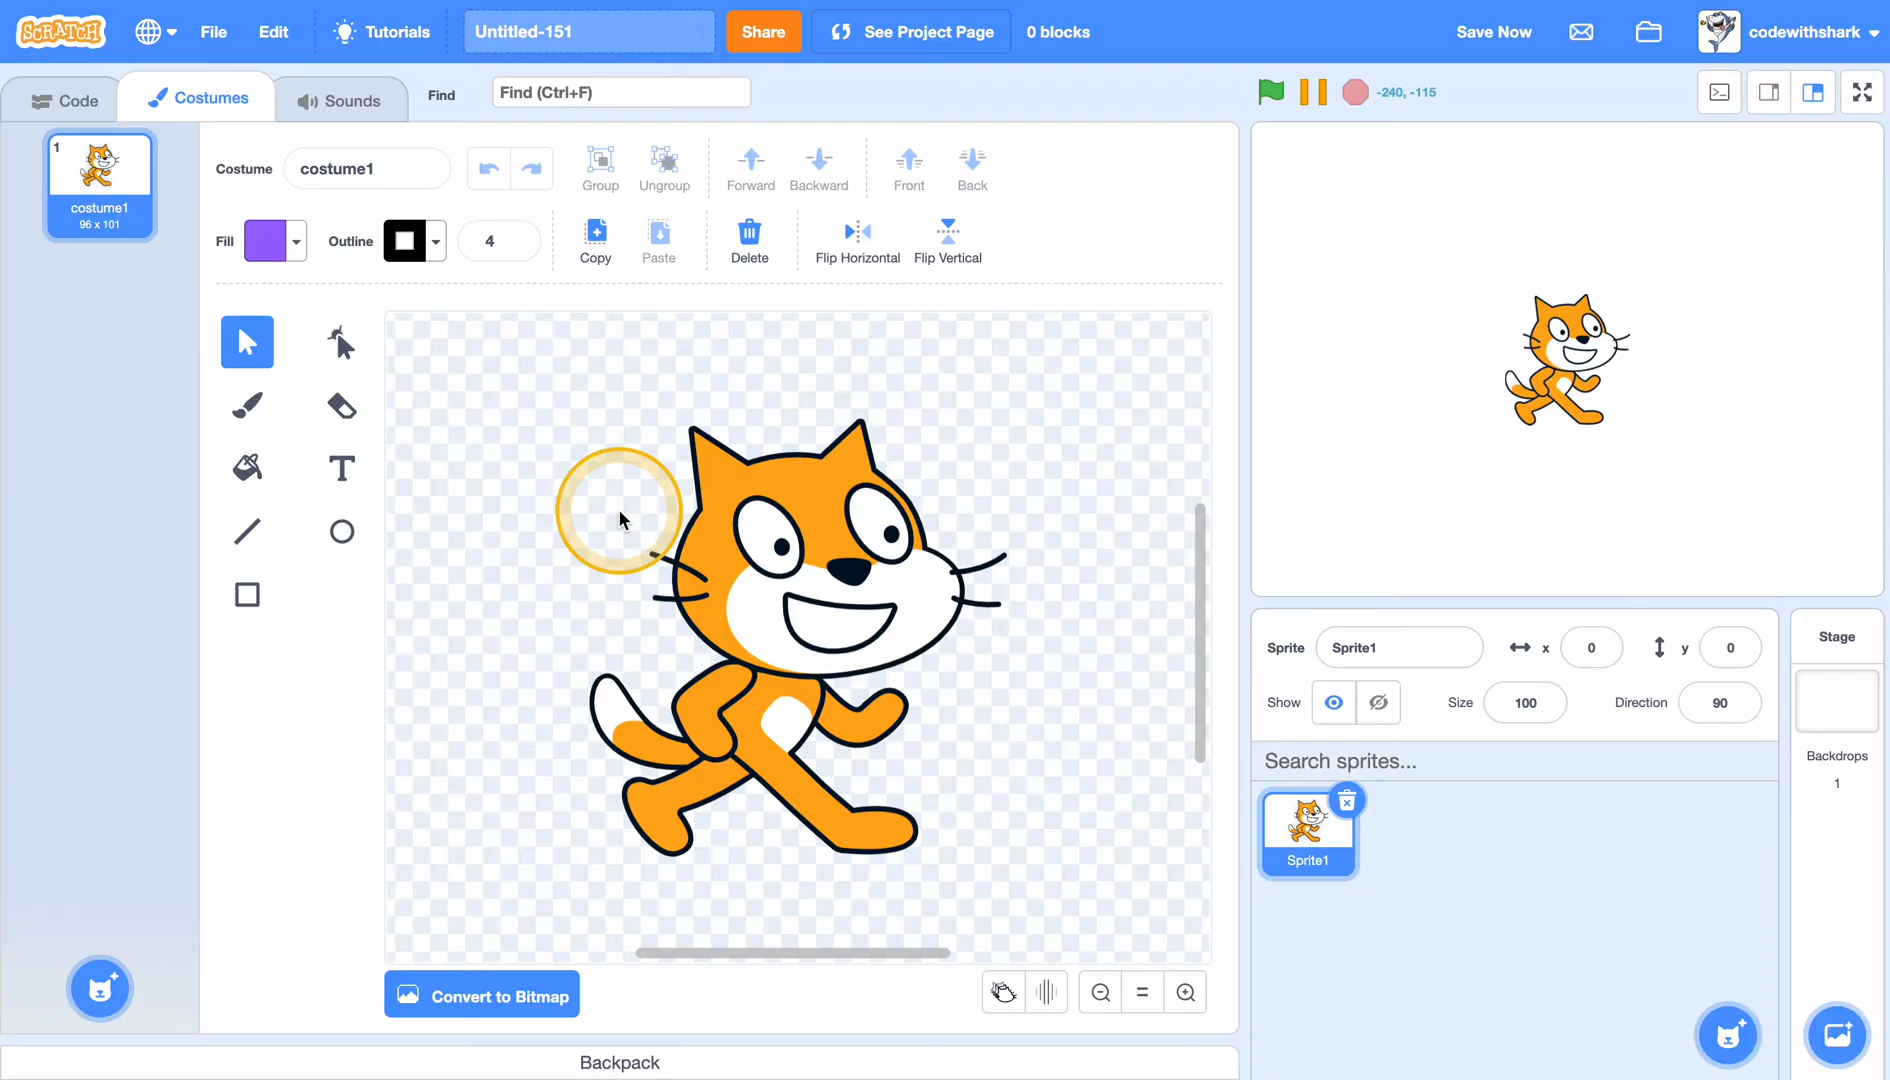 SCRATCH File Edit Tutorials Untitled-151 Share See Project Page 0 blocks Save Now codewithshark
Code Costumes Sounds Find Find (Ctrl+F) -240, -115
1
costume1
96 x 101
Costume costume1 Group Ungroup Forward Backward Front Back
Fill Outline 4 Copy Paste Delete Flip Horizontal Flip Vertical
T
Convert to Bitmap
Backpack
Sprite Sprite1 x 0 y 0
Show Size 100 Direction 90
Search sprites...
Sprite1
Stage
Backdrops
1